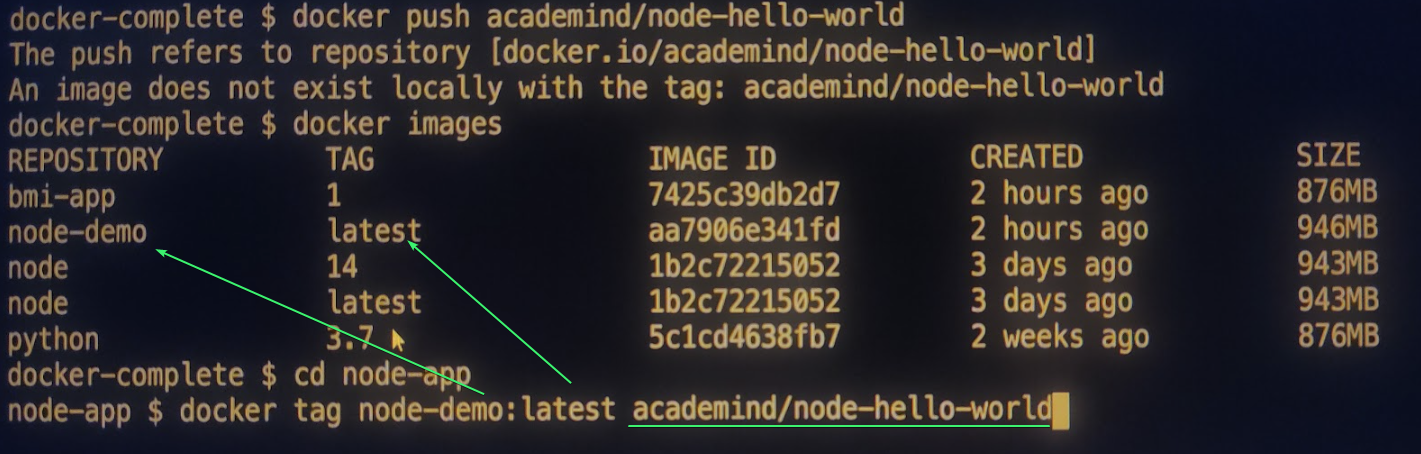 docker-complete $ docker push academind/node-hello-world
The push refers to repository [docker.io/academind/node-hello-world]
An image does not exist locally with the tag: academind/node-hello-world
docker-complete $ docker images
REPOSITORY TAG IMAGE ID CREATED SIZE
bmi-app 1 7425c39db2d7 2 hours ago 876MB
node-demo latest aa7906e341fd 2 hours ago 946MB
node 14 1b2c72215052 3 days ago 943MB
node latest 1b2c72215052 3 days ago 943MB
python 3.7 5c1cd4638fb7 2 weeks ago 876MB
docker-complete $ cd node-app
node-app $ docker tag node-demo:latest academind/node-hello-world